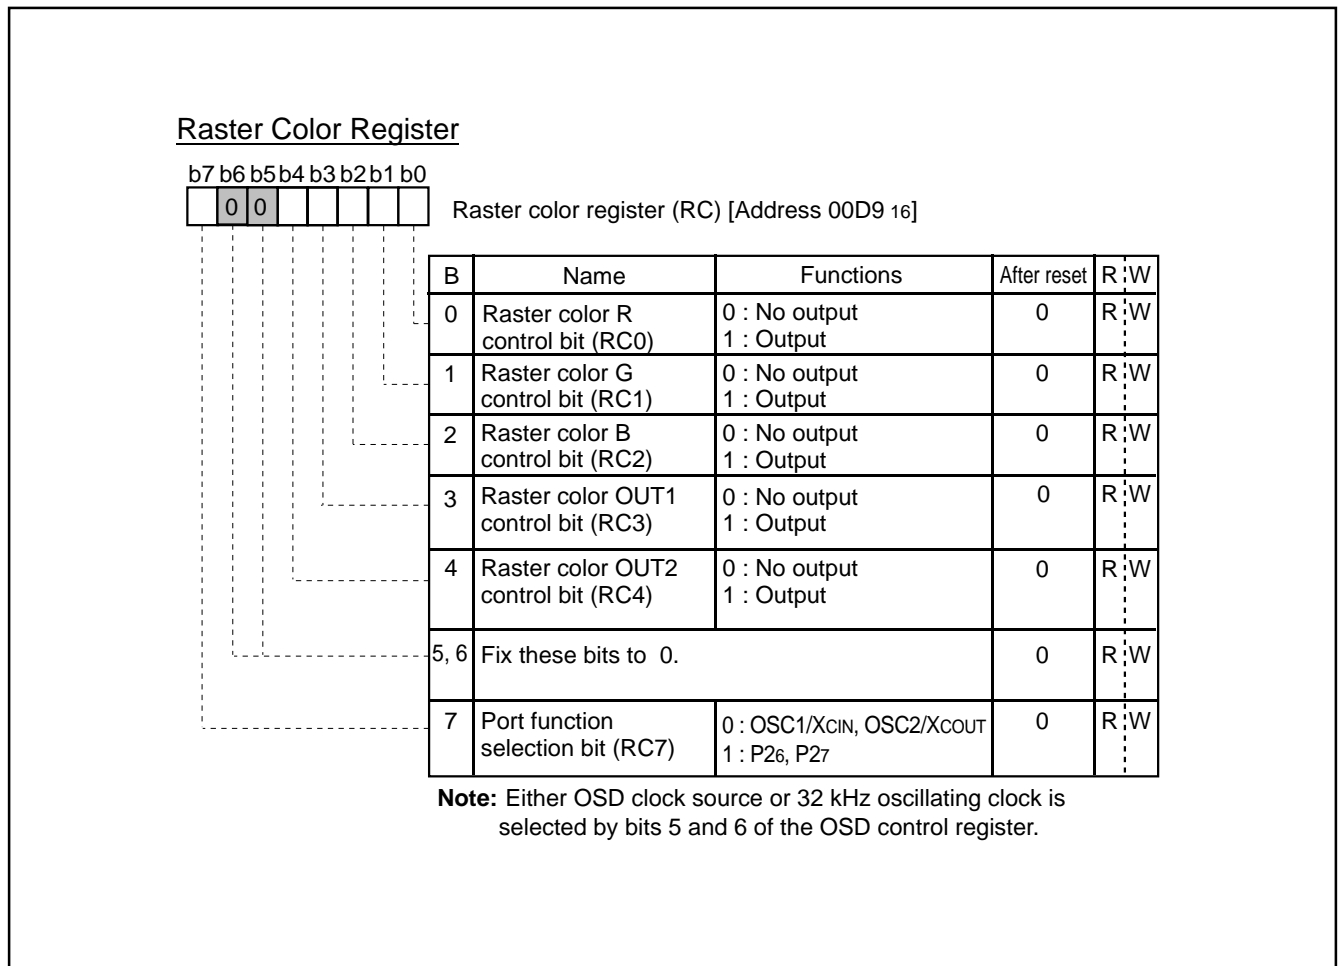 Raster Color Register
b7 b6 b5 b4 b3 b2 b1 b0
0 0
Raster color register (RC) [Address 00D9 16]
B Name Functions After reset R W
0 Raster color R control bit (RC0) 0 : No output 1 : Output 0 R W
1 Raster color G control bit (RC1) 0 : No output 1 : Output 0 R W
2 Raster color B control bit (RC2) 0 : No output 1 : Output 0 R W
3 Raster color OUT1 control bit (RC3) 0 : No output 1 : Output 0 R W
4 Raster color OUT2 control bit (RC4) 0 : No output 1 : Output 0 R W
5, 6 Fix these bits to 0. 0 R W
7 Port function selection bit (RC7) 0 : OSC1/XCIN, OSC2/XCOUT 1 : P26, P27 0 R W
Note: Either OSD clock source or 32 kHz oscillating clock is
selected by bits 5 and 6 of the OSD control register.